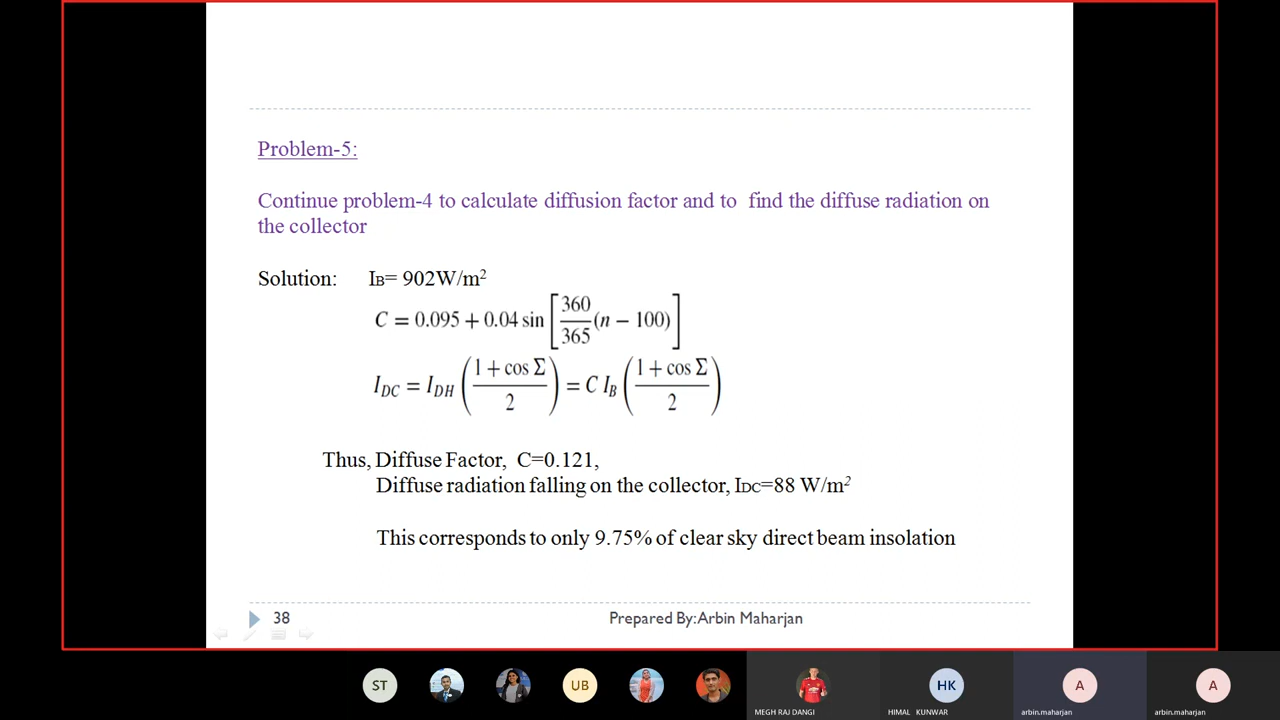 Problem-5:
Continue problem-4 to calculate diffusion factor and to find the diffuse radiation on
the collector
Solution: IB= 902W/m²
C = 0.095 + 0.04 sin [360/365 (n − 100)]
I_DC = I_DH ((1 + cos Σ)/2) = C I_B ((1 + cos Σ)/2)
Thus, Diffuse Factor, C=0.121,
Diffuse radiation falling on the collector, IDC=88 W/m²
This corresponds to only 9.75% of clear sky direct beam insolation
38 Prepared By:Arbin Maharjan
ST UB HK A A
MEGH RAJ DANGI HIMAL KUNWAR arbin.maharjan arbin.maharjan